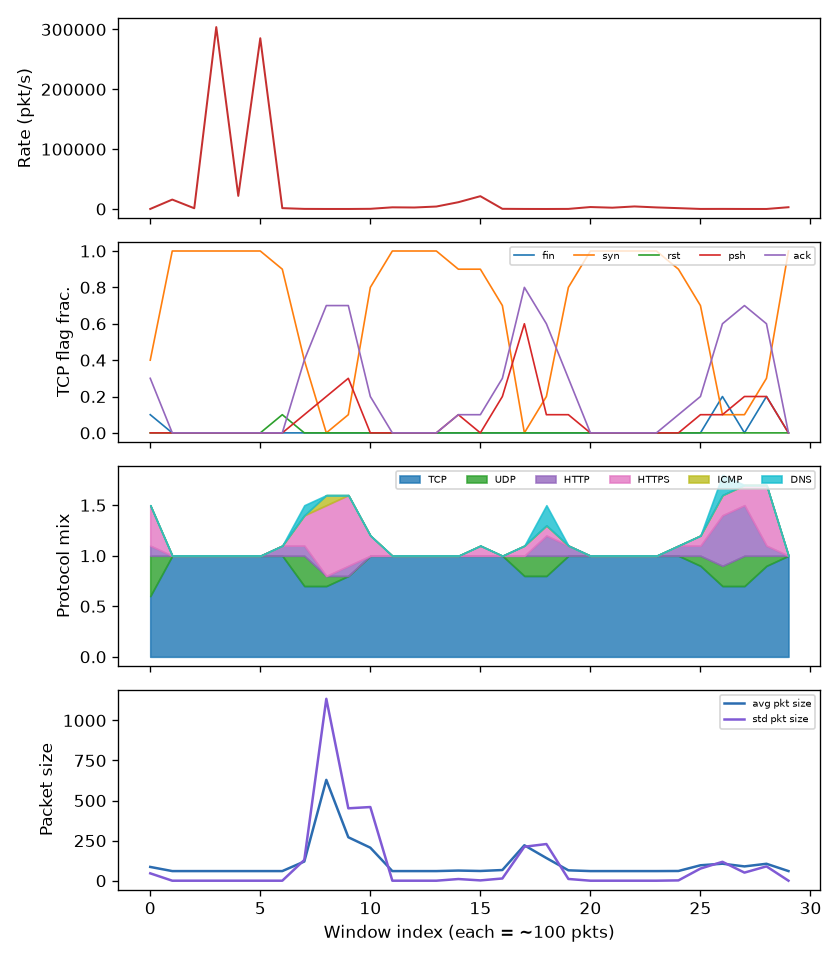 300000
200000
100000
0
Rate (pkt/s)
1.0
0.8
0.6
0.4
0.2
0.0
TCP flag frac.
fin syn rst psh ack
1.5
1.0
0.5
0.0
Protocol mix
TCP UDP HTTP HTTPS ICMP DNS
1000
750
500
250
0
Packet size
avg pkt size
std pkt size
0 5 10 15 20 25 30
Window index (each = ~100 pkts)